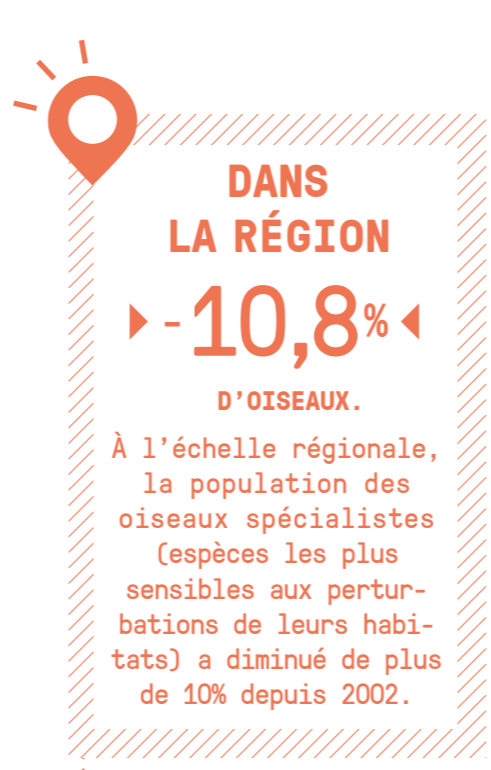 DANS
LA RÉGION
-10,8%
D’OISEAUX.
À l’échelle régionale,
la population des
oiseaux spécialistes
(espèces les plus
sensibles aux pertur-
bations de leurs habi-
tats) a diminué de plus
de 10% depuis 2002.